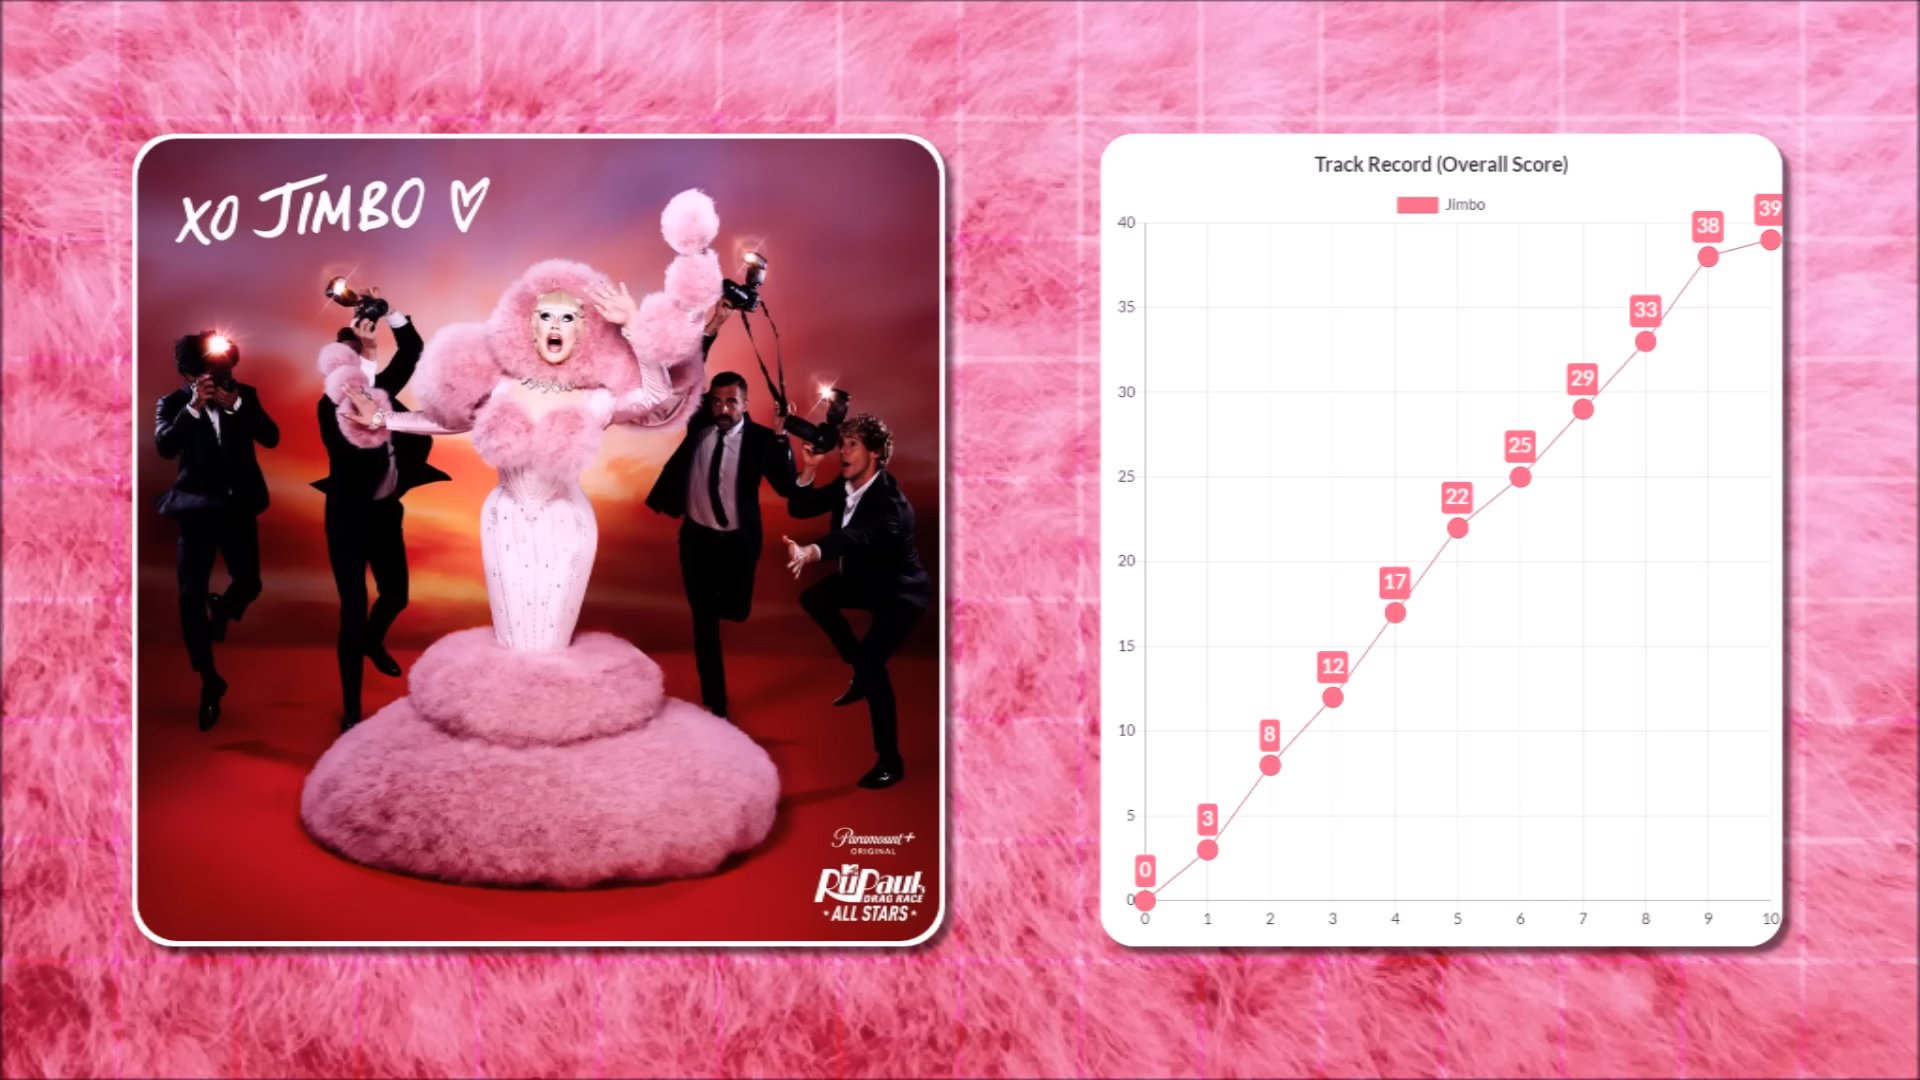 XO JIMBO ♡
Paramount+
ORIGINAL
MTV
RuPaul's
DRAG RACE
★ALL STARS★
Track Record (Overall Score)
Jimbo
40
35
30
25
20
15
10
5
0
0
3
8
12
17
22
25
29
33
38
39
0 1 2 3 4 5 6 7 8 9 10